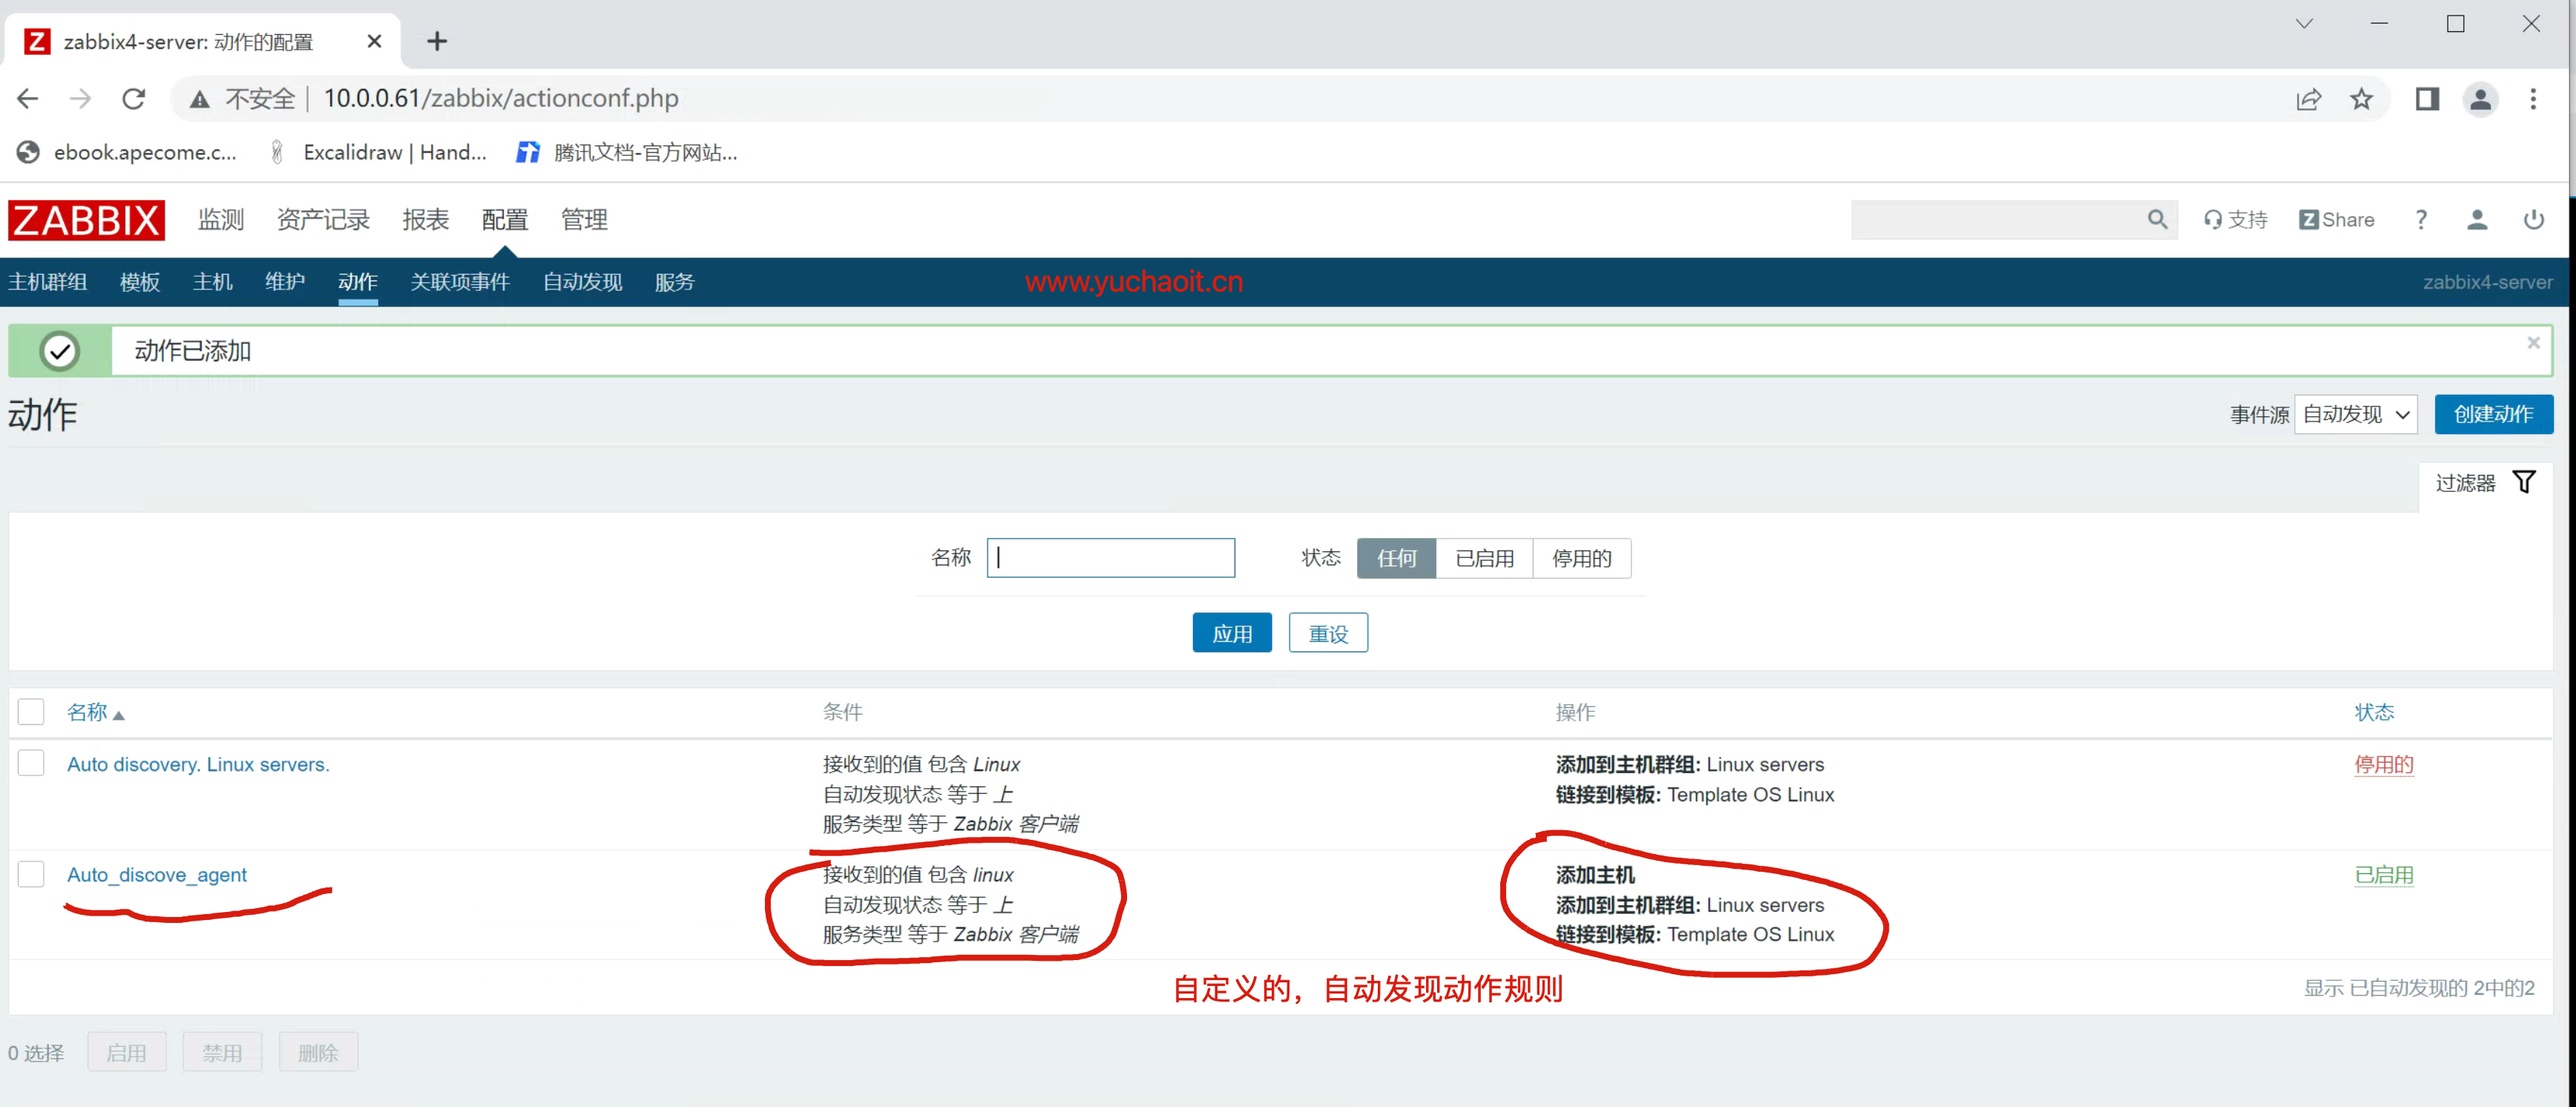 zabbix4-server: 动作的配置
不安全 10.0.0.61/zabbix/actionconf.php
ebook.apecome.c... Excalidraw | Hand... 腾讯文档-官方网站...
ZABBIX 监测 资产记录 报表 配置 管理 支持 Z Share ?
主机群组 模板 主机 维护 动作 关联项事件 自动发现 服务 www.yuchaoit.cn zabbix4-server
动作已添加
动作 事件源 自动发现 创建动作
过滤器
名称 状态 任何 已启用 停用的
应用 重设
名称 条件 操作 状态
Auto discovery. Linux servers. 接收到的值 包含 Linux 添加到主机群组: Linux servers 停用的
自动发现状态 等于 上 链接到模板: Template OS Linux
服务类型 等于 Zabbix 客户端
Auto_discove_agent 接收到的值 包含 linux 添加主机 已启用
自动发现状态 等于 上 添加到主机群组: Linux servers
服务类型 等于 Zabbix 客户端 链接到模板: Template OS Linux
自定义的，自动发现动作规则
显示 已自动发现的 2中的2
0 选择 启用 禁用 删除